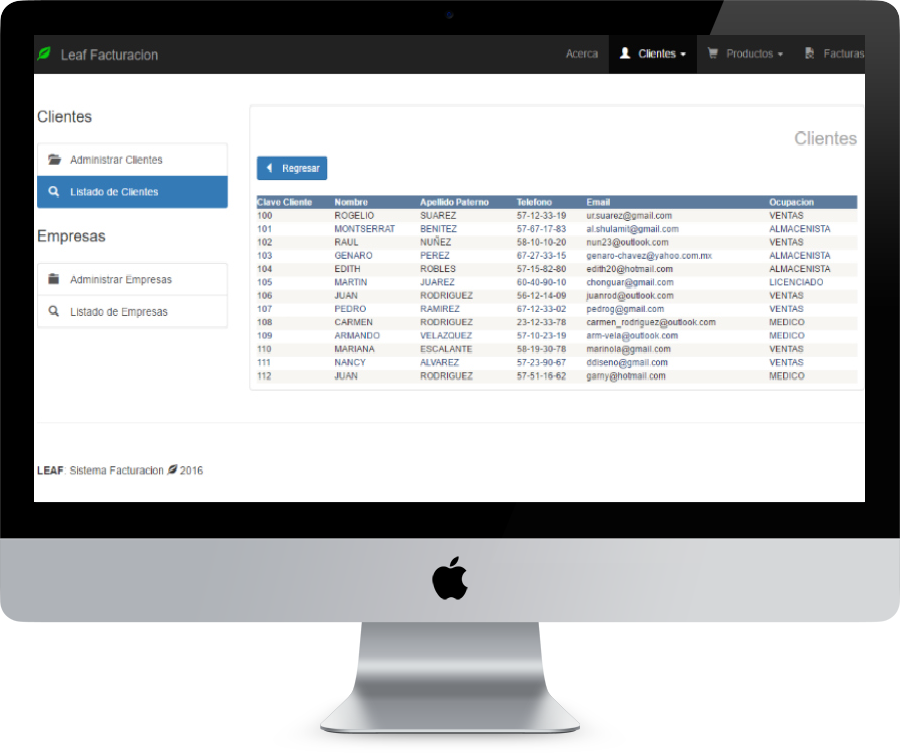 Leaf Facturacion Acerca Clientes Productos Facturas
Clientes
Administrar Clientes
Listado de Clientes
Empresas
Administrar Empresas
Listado de Empresas
Clientes
Regresar
Clave Cliente Nombre Apellido Paterno Telefono Email Ocupacion
100 ROGELIO SUAREZ 57-12-33-19 ur.suarez@gmail.com VENTAS
101 MONTSERRAT BENITEZ 57-67-17-83 al.shulamit@gmail.com ALMACENISTA
102 RAUL NUÑEZ 58-10-10-20 nun23@outlook.com VENTAS
103 GENARO PEREZ 67-27-33-15 genaro-chavez@yahoo.com.mx ALMACENISTA
104 EDITH ROBLES 57-15-82-80 edith20@hotmail.com ALMACENISTA
105 MARTIN JUAREZ 60-40-90-10 chonguar@gmail.com LICENCIADO
106 JUAN RODRIGUEZ 56-12-14-09 juanrod@outlook.com VENTAS
107 PEDRO RAMIREZ 67-12-33-02 pedrog@gmail.com VENTAS
108 CARMEN RODRIGUEZ 23-12-33-78 carmen_rodriguez@outlook.com MEDICO
109 ARMANDO VELAZQUEZ 57-10-23-19 arm-vela@outlook.com MEDICO
110 MARIANA ESCALANTE 58-19-30-78 marinola@gmail.com VENTAS
111 NANCY ALVAREZ 57-23-90-67 ddiseno@gmail.com VENTAS
112 JUAN RODRIGUEZ 57-51-16-62 garny@hotmail.com MEDICO
LEAF: Sistema Facturacion 2016